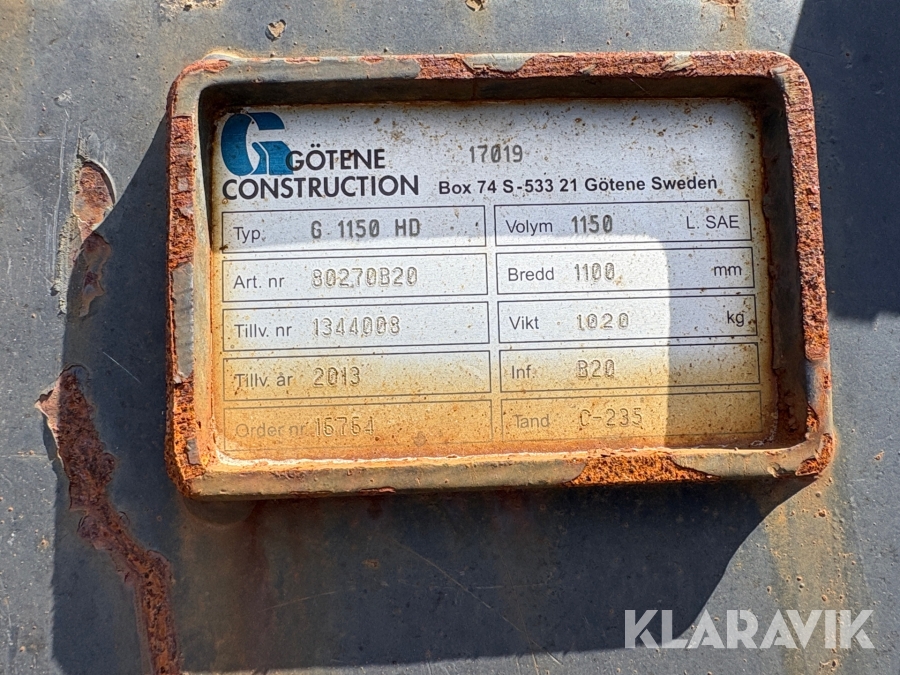 GÖTENE
CONSTRUCTION
17019
Box 74 S-533 21 Götene Sweden
Typ. G 1150 HD
Volym 1150 L. SAE
Art. nr 80270B20
Bredd 1100 mm
Tillv. nr 1344008
Vikt 1020 kg
Tillv. år 2013
Inf. B20
Order nr 16764
Tand C-235
KLARAVIK